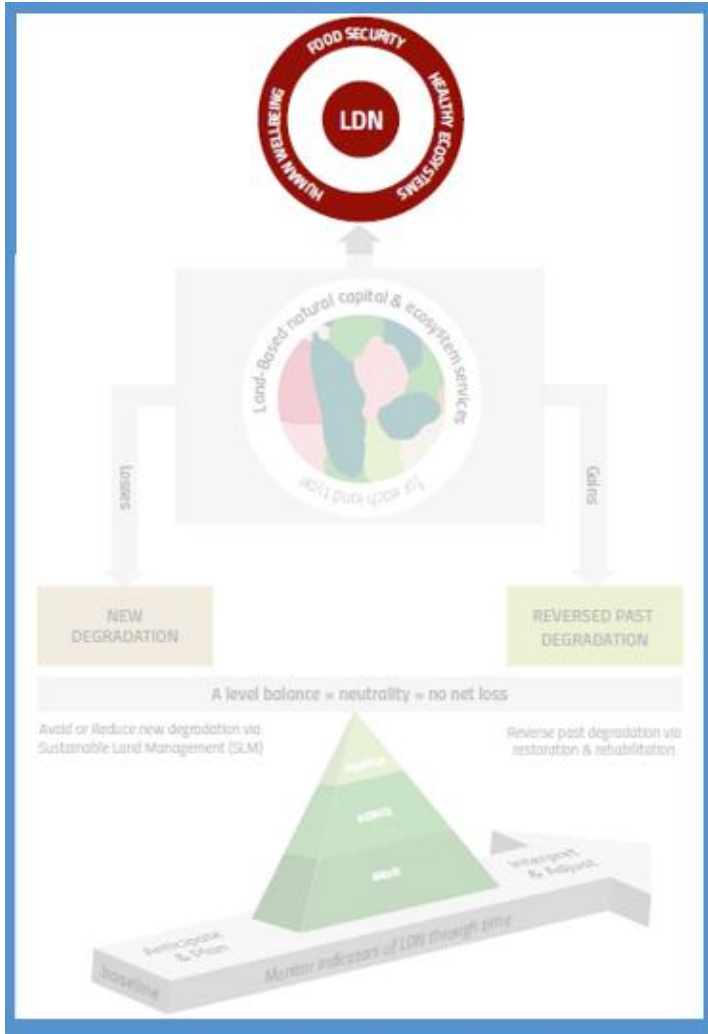 FOOD SECURITY
HEALTHY ECOSYSTEMS
HUMAN WELLBEING
LDN
Land-Based natural capital & ecosystem services
for each land type
Losses
Gains
NEW
DEGRADATION
REVERSED PAST
DEGRADATION
A level balance = neutrality = no net loss
Avoid or Reduce new degradation via
Sustainable Land Management (SLM)
Reverse past degradation via
restoration & rehabilitation
Interpret
& Adjust
Anticipate
& Plan
Monitor indicators of LDN through time
baseline